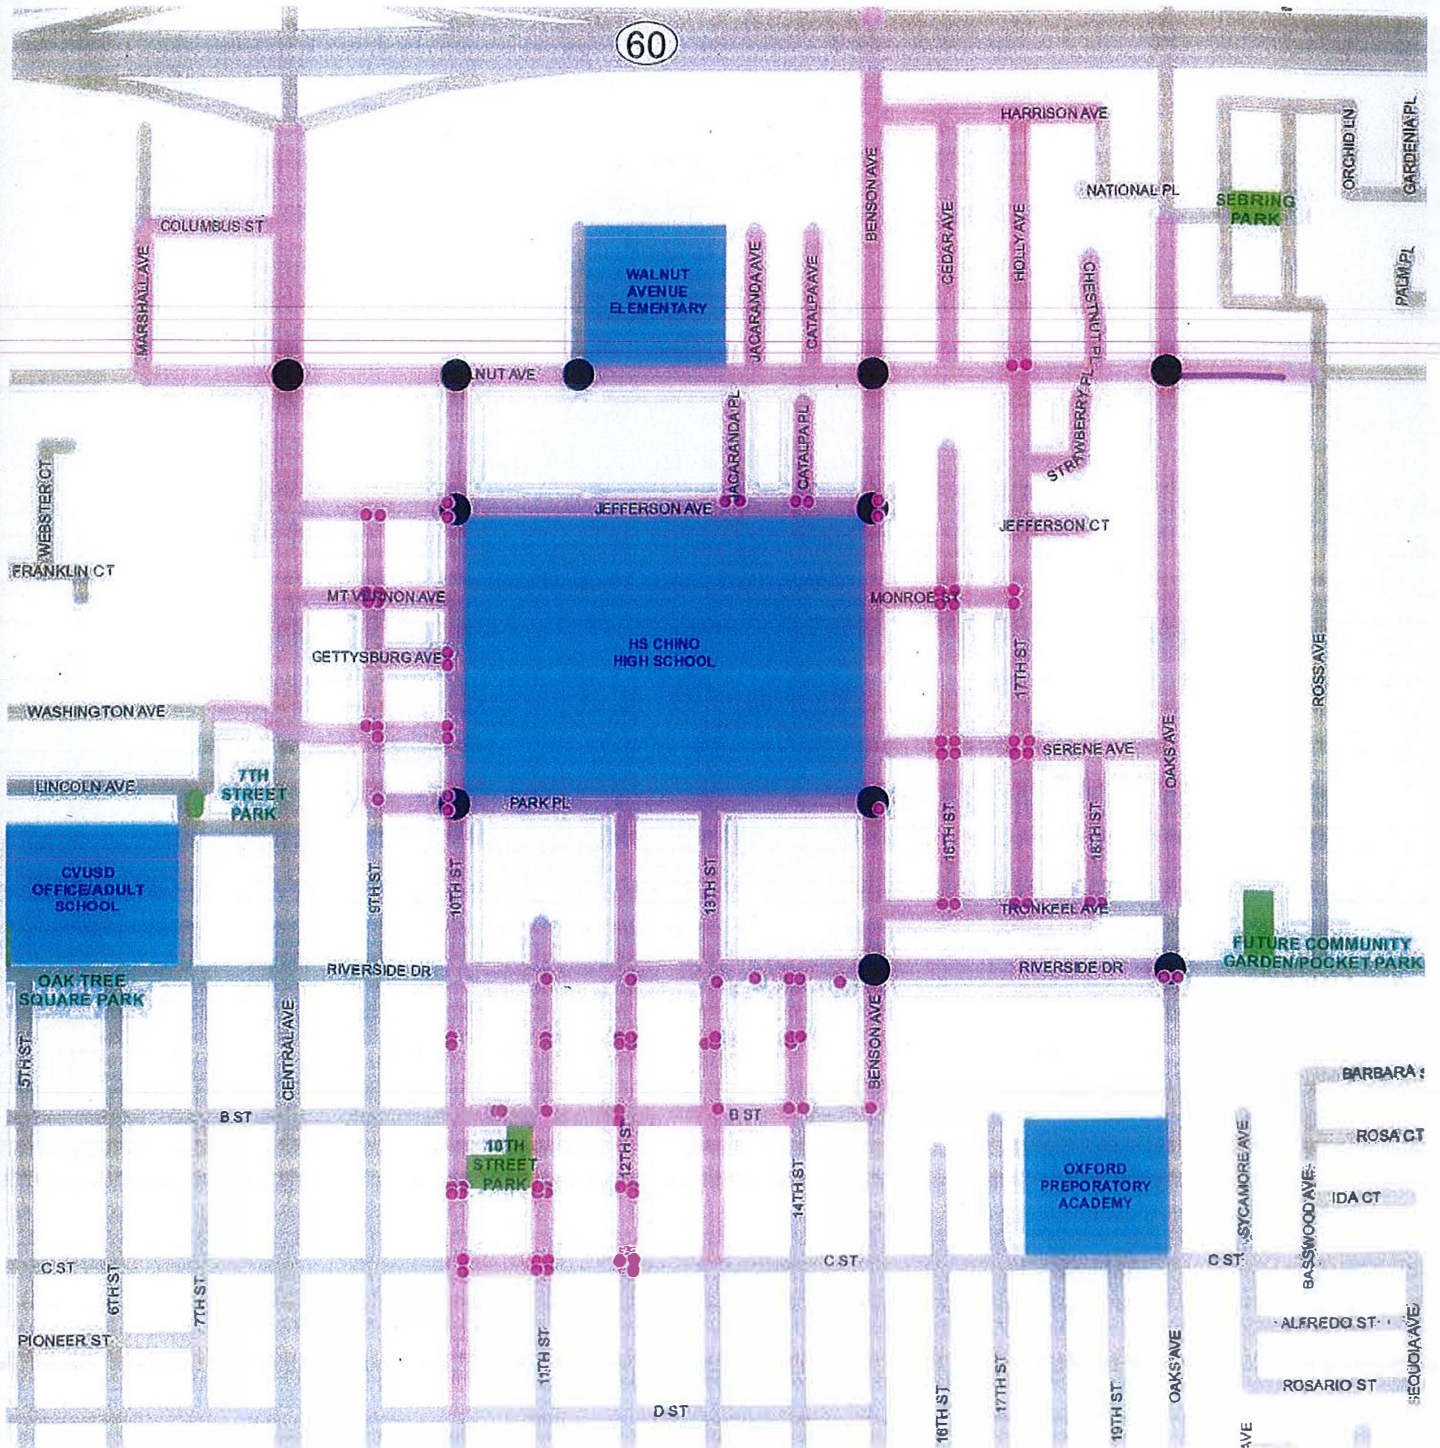 60
HARRISON AVE
ORCHID LN
GARDENIA PL
BENSON AVE
NATIONAL PL
SEBRING
PARK
COLUMBUS ST
CEDAR AVE
HOLLY AVE
MARSHALL AVE
WALNUT
AVENUE
ELEMENTARY
JACARANDA AVE
CATALPA AVE
CHESTNUT PL
PALM PL
NUT AVE
JACARANDA PL
CATALPA PL
STRAWBERRY PL
WEBSTER CT
JEFFERSON AVE
JEFFERSON CT
FRANKLIN CT
MT VERNON AVE
MONROE ST
HS CHINO
HIGH SCHOOL
GETTYSBURG AVE
17TH ST
ROSS AVE
WASHINGTON AVE
OAKS AVE
SERENE AVE
LINCOLN AVE
7TH
STREET
PARK
PARK PL
16TH ST
18TH ST
CVUSD
OFFICE/ADULT
SCHOOL
9TH ST
10TH ST
13TH ST
TRONKEEL AVE
FUTURE COMMUNITY
GARDEN/POCKET PARK
RIVERSIDE DR
RIVERSIDE DR
OAK TREE
SQUARE PARK
5TH ST
CENTRAL AVE
BENSON AVE
BARBARA S
B ST
B ST
ROSA CT
10TH
STREET
PARK
12TH ST
14TH ST
OXFORD
PREPORATORY
ACADEMY
SYCAMORE AVE
BASSWOOD AVE
IDA CT
C ST
C ST
C ST
6TH ST
7TH ST
PIONEER ST
ALFREDO ST
11TH ST
OAKS AVE
SEQUOIA AVE
ROSARIO ST
D ST
16TH ST
17TH ST
19TH ST
AVE